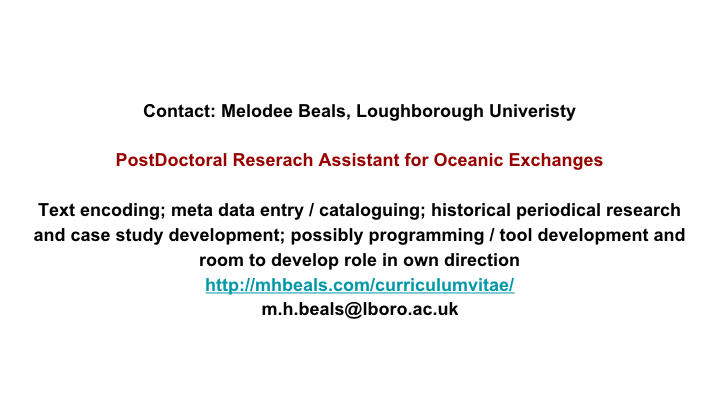 Contact: Melodee Beals, Loughborough Univeristy
PostDoctoral Reserach Assistant for Oceanic Exchanges
Text encoding; meta data entry / cataloguing; historical periodical research
and case study development; possibly programming / tool development and
room to develop role in own direction
http://mhbeals.com/curriculumvitae/
m.h.beals@lboro.ac.uk